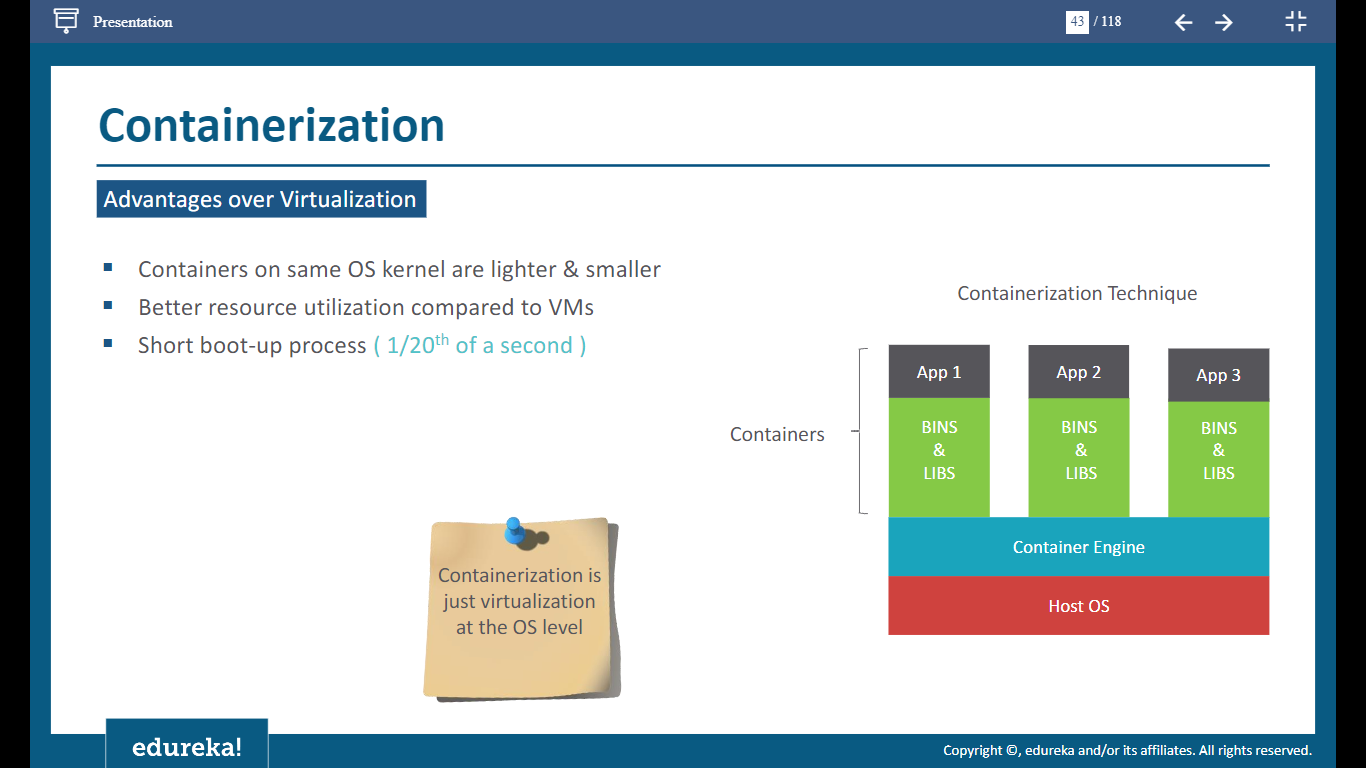 Presentation
43 / 118
Containerization
Advantages over Virtualization
Containers on same OS kernel are lighter & smaller
Better resource utilization compared to VMs
Short boot-up process ( 1/20th of a second )
Containerization Technique
Containers
App 1
BINS
&
LIBS
App 2
BINS
&
LIBS
App 3
BINS
&
LIBS
Container Engine
Host OS
Containerization is
just virtualization
at the OS level
edureka!
Copyright ©, edureka and/or its affiliates. All rights reserved.